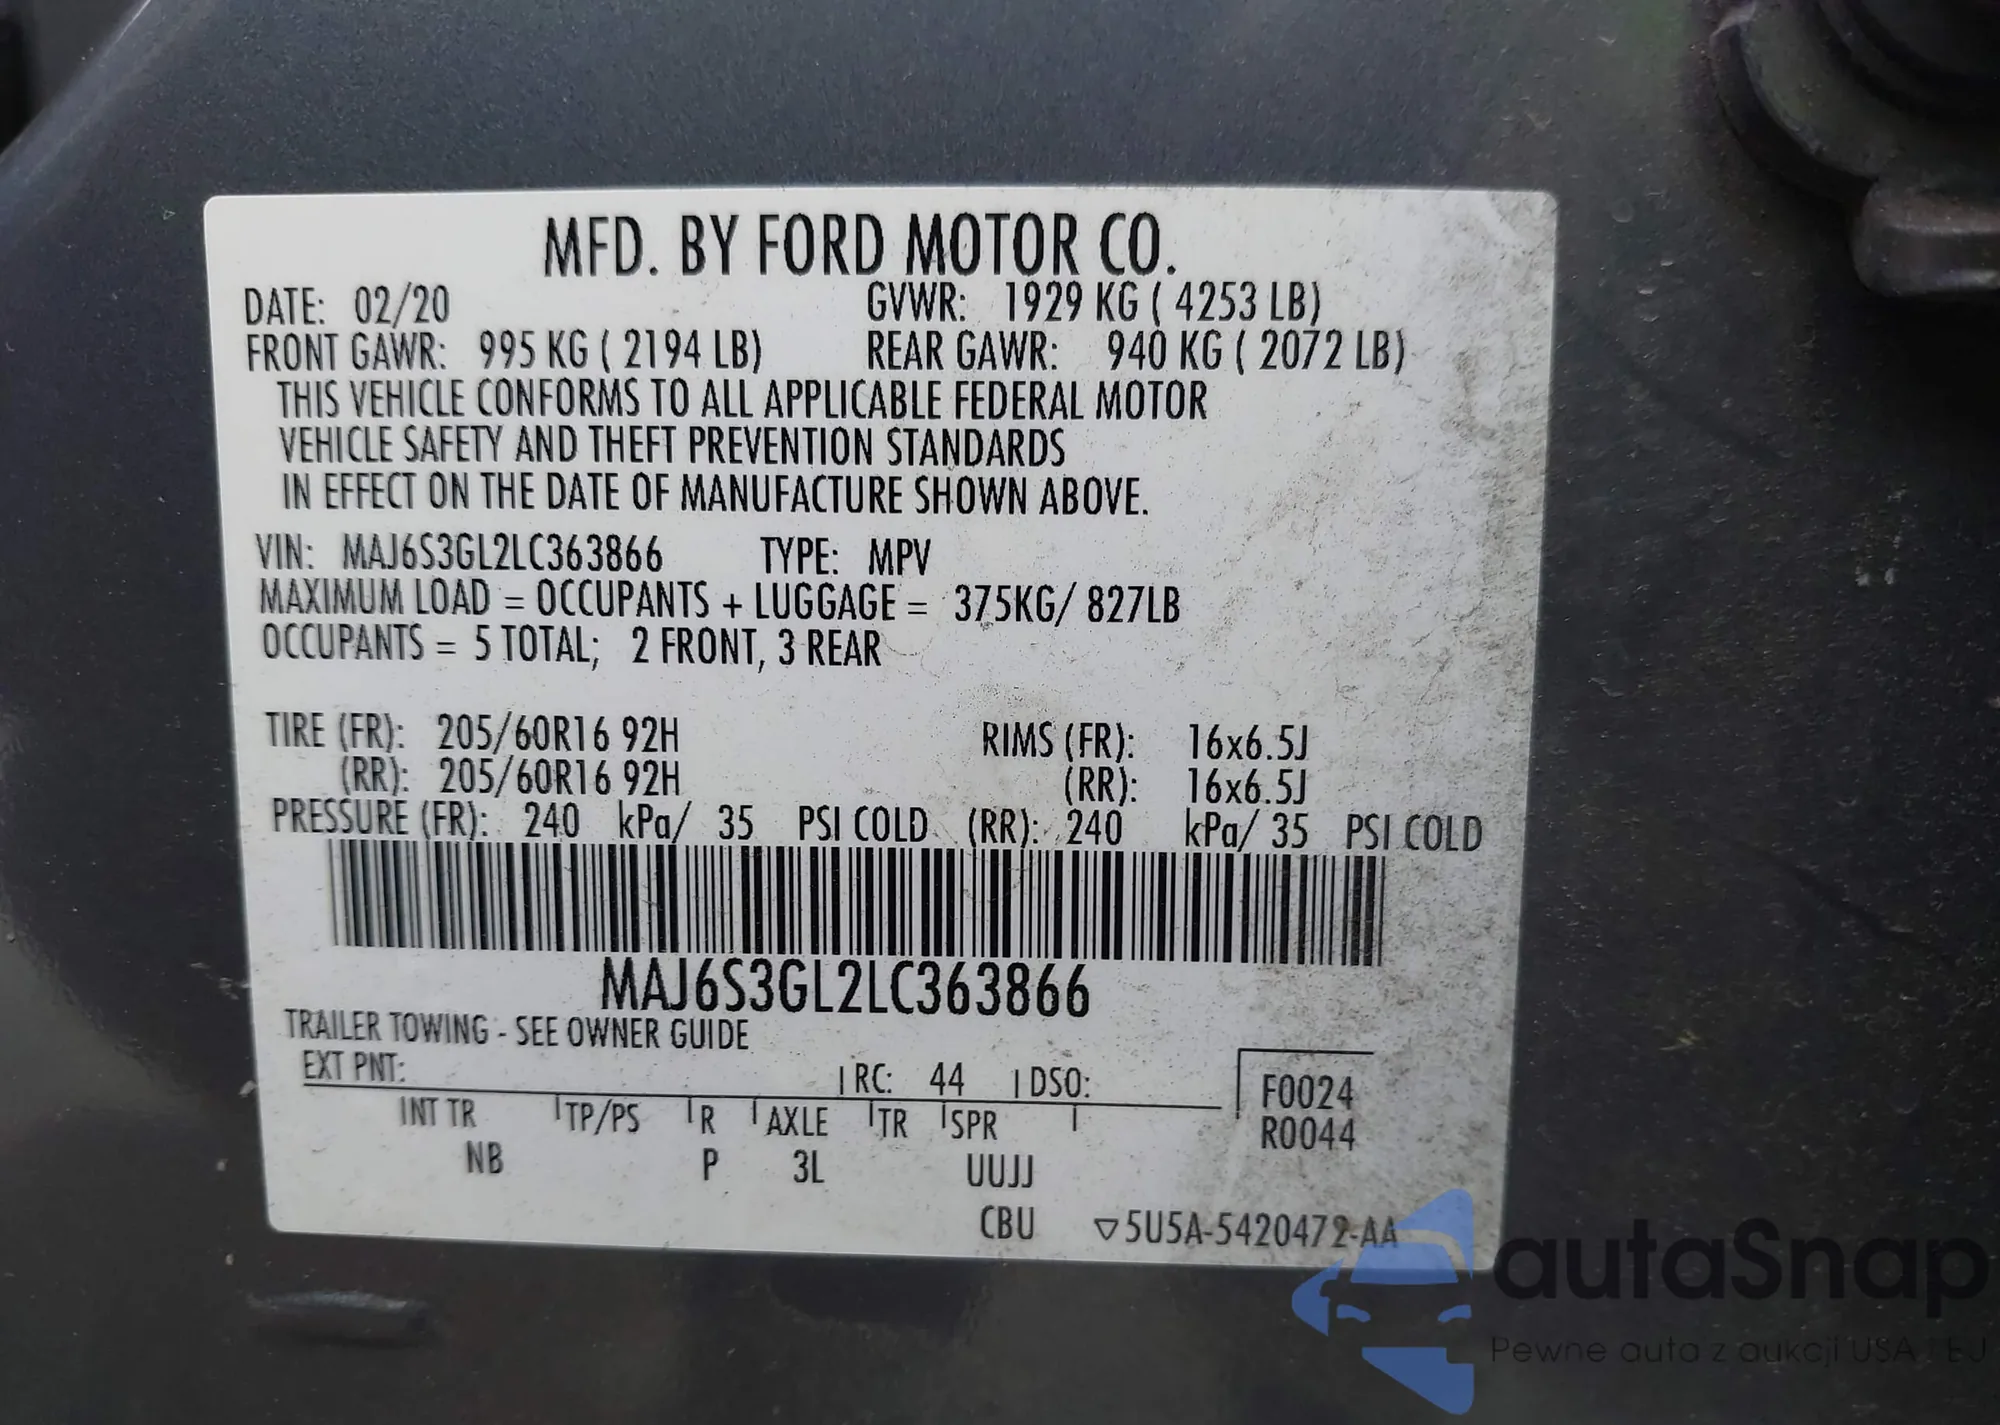 MFD. BY FORD MOTOR CO.
DATE: 02/20 GVWR: 1929 KG ( 4253 LB)
FRONT GAWR: 995 KG ( 2194 LB) REAR GAWR: 940 KG ( 2072 LB)
THIS VEHICLE CONFORMS TO ALL APPLICABLE FEDERAL MOTOR
VEHICLE SAFETY AND THEFT PREVENTION STANDARDS
IN EFFECT ON THE DATE OF MANUFACTURE SHOWN ABOVE.
VIN: MAJ6S3GL2LC363866 TYPE: MPV
MAXIMUM LOAD = OCCUPANTS + LUGGAGE = 375KG/ 827LB
OCCUPANTS = 5 TOTAL; 2 FRONT, 3 REAR
TIRE (FR): 205/60R16 92H RIMS (FR): 16x6.5J
(RR): 205/60R16 92H (RR): 16x6.5J
PRESSURE (FR): 240 kPa/ 35 PSI COLD (RR): 240 kPa/ 35 PSI COLD
MAJ6S3GL2LC363866
TRAILER TOWING - SEE OWNER GUIDE
EXT PNT: RC: 44 DSO: F0024
INT TR TP/PS R AXLE TR SPR R0044
NB P 3L UUJJ
CBU ▽5U5A-5420472-AA
autaSnap
Pewne auta z aukcji USA i EJ